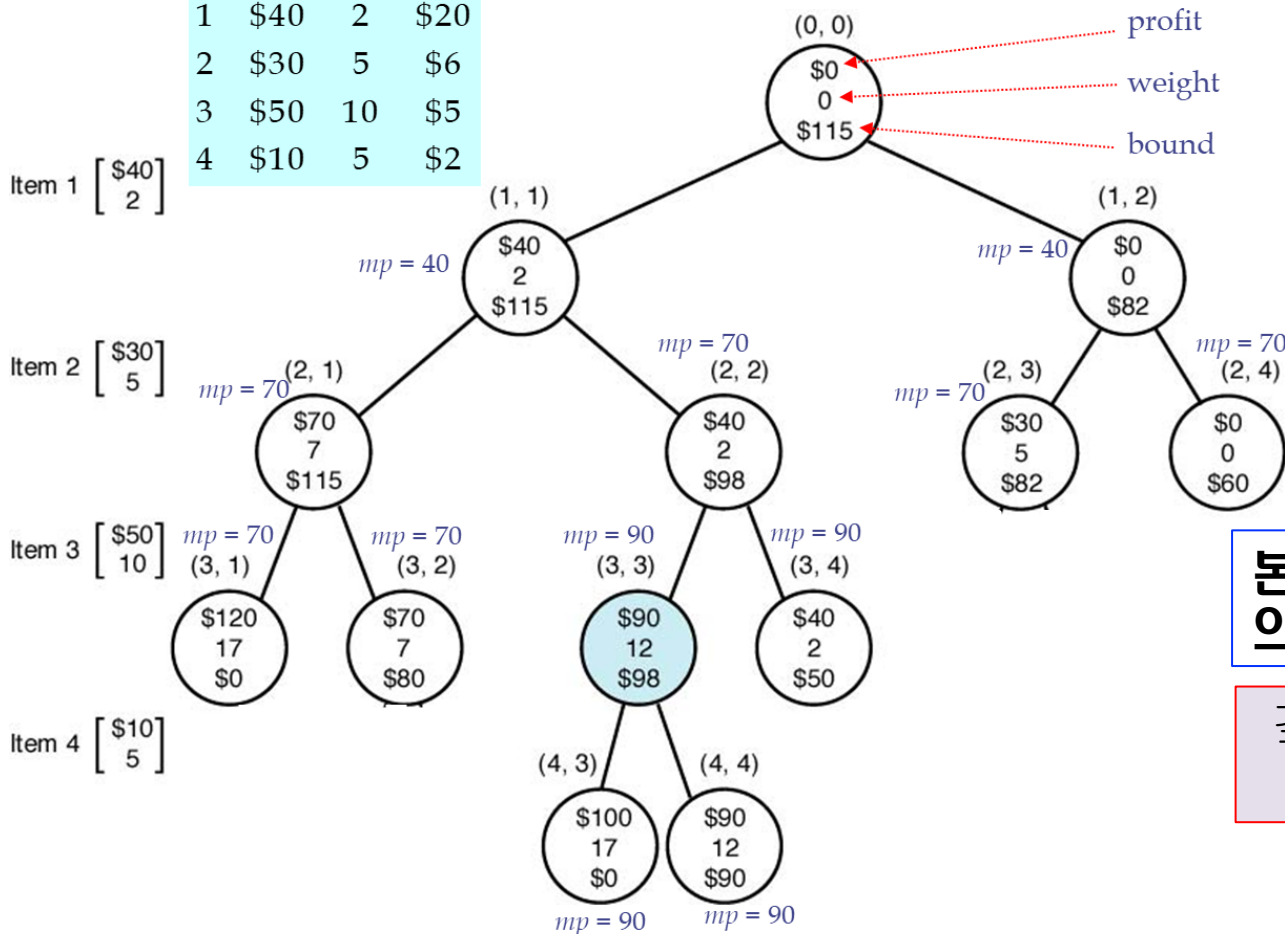 1 $40 2 $20
2 $30 5 $6
3 $50 10 $5
4 $10 5 $2
(0, 0)
$0
0
$115
profit
weight
bound
Item 1 [$40
2]
(1, 1)
mp = 40
$40
2
$115
(1, 2)
mp = 40
$0
0
$82
Item 2 [$30
5]
mp = 70
(2, 1)
$70
7
$115
mp = 70
(2, 2)
$40
2
$98
mp = 70
(2, 3)
$30
5
$82
mp = 70
(2, 4)
$0
0
$60
Item 3 [$50
10]
mp = 70
(3, 1)
$120
17
$0
mp = 70
(3, 2)
$70
7
$80
mp = 90
(3, 3)
$90
12
$98
mp = 90
(3, 4)
$40
2
$50
Item 4 [$10
5]
(4, 3)
$100
17
$0
mp = 90
(4, 4)
$90
12
$90
mp = 90